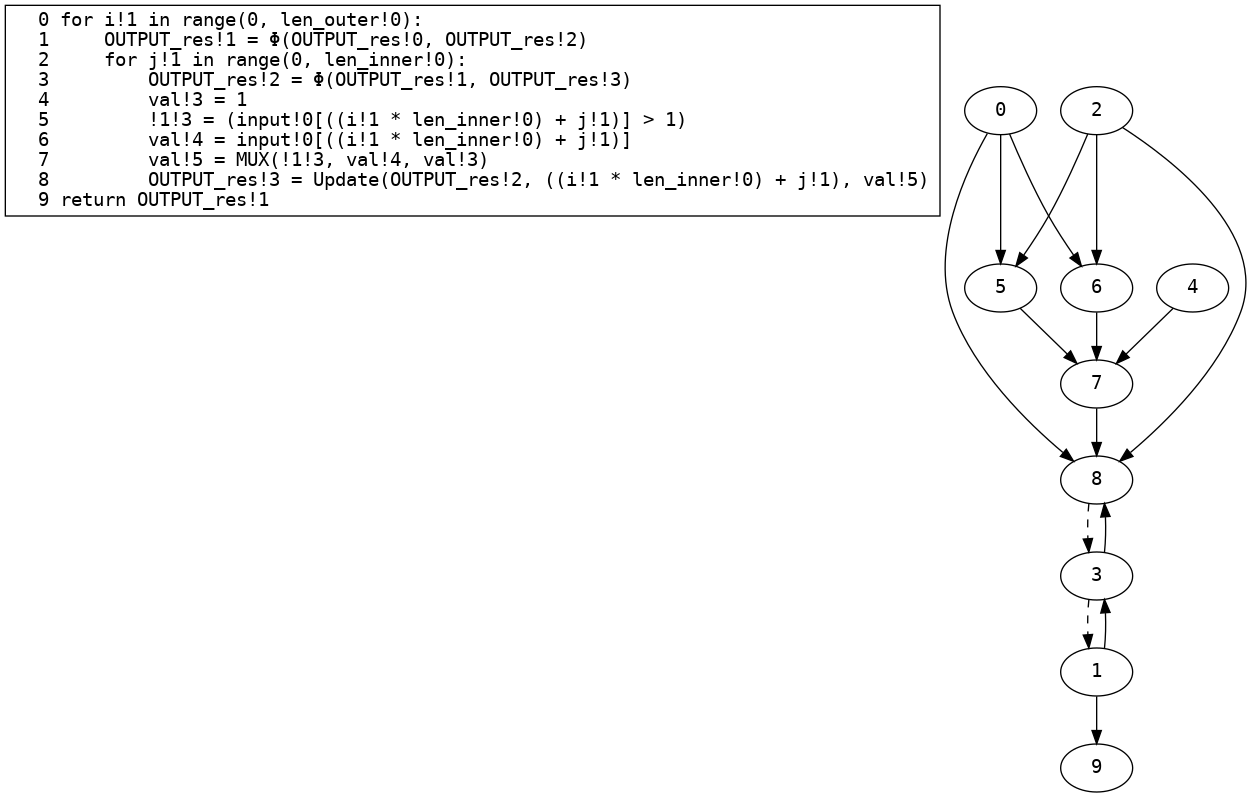 0 for i!1 in range(0, len_outer!0):
1     OUTPUT_res!1 = Φ(OUTPUT_res!0, OUTPUT_res!2)
2     for j!1 in range(0, len_inner!0):
3         OUTPUT_res!2 = Φ(OUTPUT_res!1, OUTPUT_res!3)
4         val!3 = 1
5         !1!3 = (input!0[((i!1 * len_inner!0) + j!1)] > 1)
6         val!4 = input!0[((i!1 * len_inner!0) + j!1)]
7         val!5 = MUX(!1!3, val!4, val!3)
8         OUTPUT_res!3 = Update(OUTPUT_res!2, ((i!1 * len_inner!0) + j!1), val!5)
9 return OUTPUT_res!1
0 2
5 6 4
7
8
3
1
9